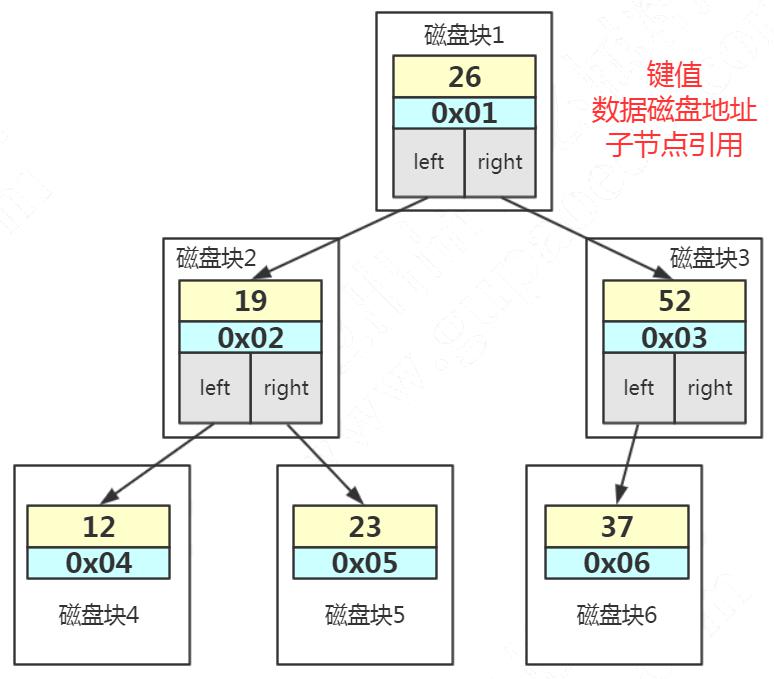 磁盘块1
26
0x01
left
right
键值
数据磁盘地址
子节点引用
磁盘块2
19
0x02
left
right
磁盘块3
52
0x03
left
right
12
0x04
磁盘块4
23
0x05
磁盘块5
37
0x06
磁盘块6